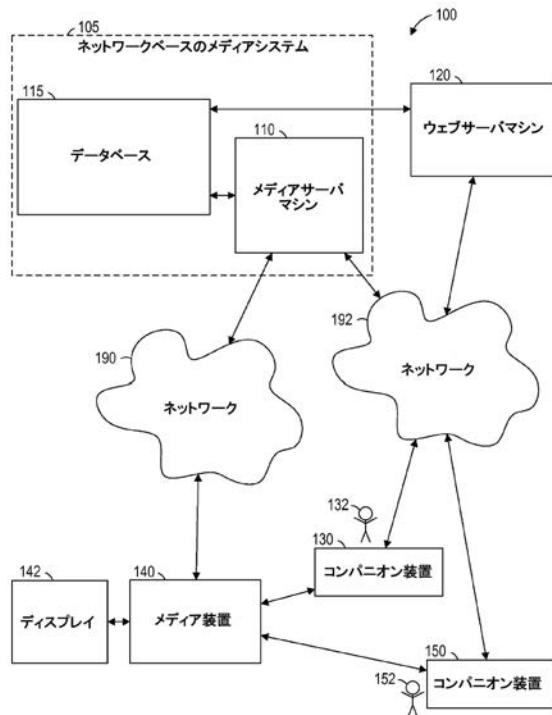 100
105
ネットワークベースのメディアシステム
115
120
データベース
110
ウェブサーバマシン
メディアサーバ
マシン
190
192
ネットワーク
ネットワーク
132
130
142
140
コンパニオン装置
ディスプレイ
メディア装置
150
152
コンパニオン装置